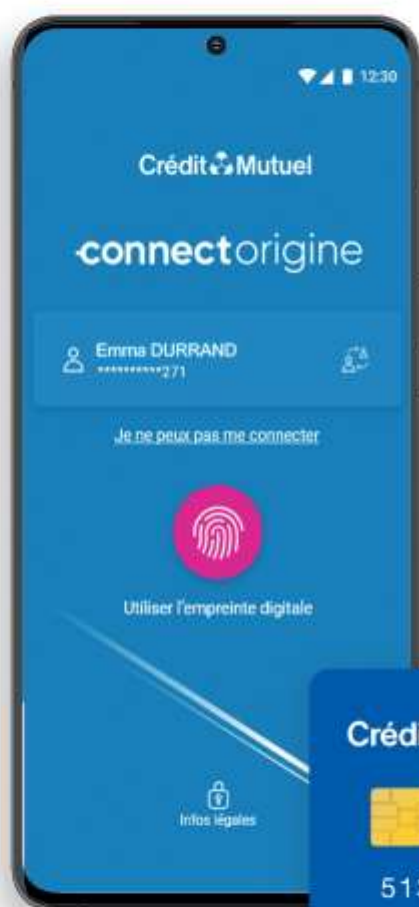 12:30
Crédit Mutuel
connectorigine
Emma DURRAND
**********271
Je ne peux pas me connecter
Utiliser l'empreinte digitale
Infos légales
Créd
51